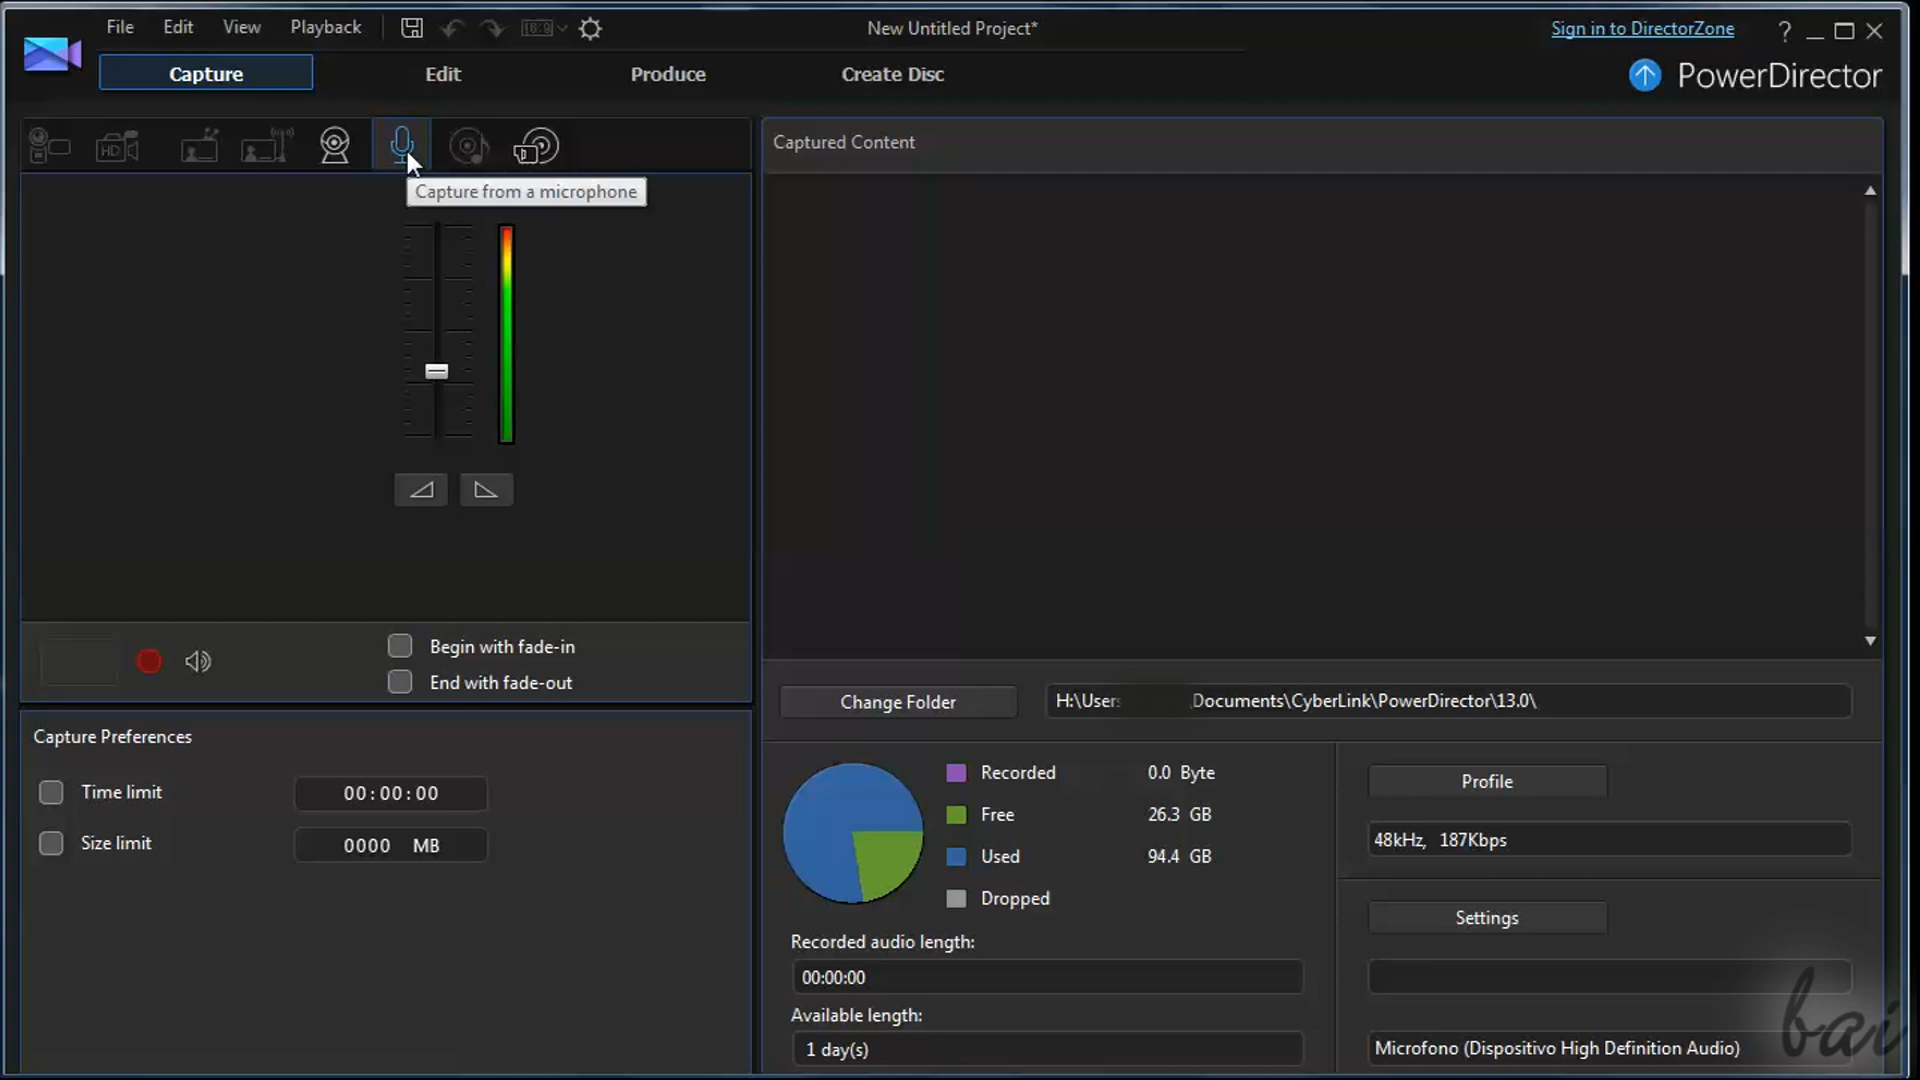 File Edit View Playback
New Untitled Project*
Sign in to DirectorZone
?
Capture Edit Produce Create Disc
PowerDirector
HD
Capture from a microphone
Captured Content
Begin with fade-in
End with fade-out
Change Folder
H:\Users
Documents\CyberLink\PowerDirector\13.0\
Capture Preferences
Time limit 00:00:00
Size limit 0000 MB
Recorded 0.0 Byte
Free 26.3 GB
Used 94.4 GB
Dropped
Recorded audio length:
00:00:00
Available length:
1 day(s)
Profile
48kHz, 187Kbps
Settings
Microfono (Dispositivo High Definition Audio)
bai